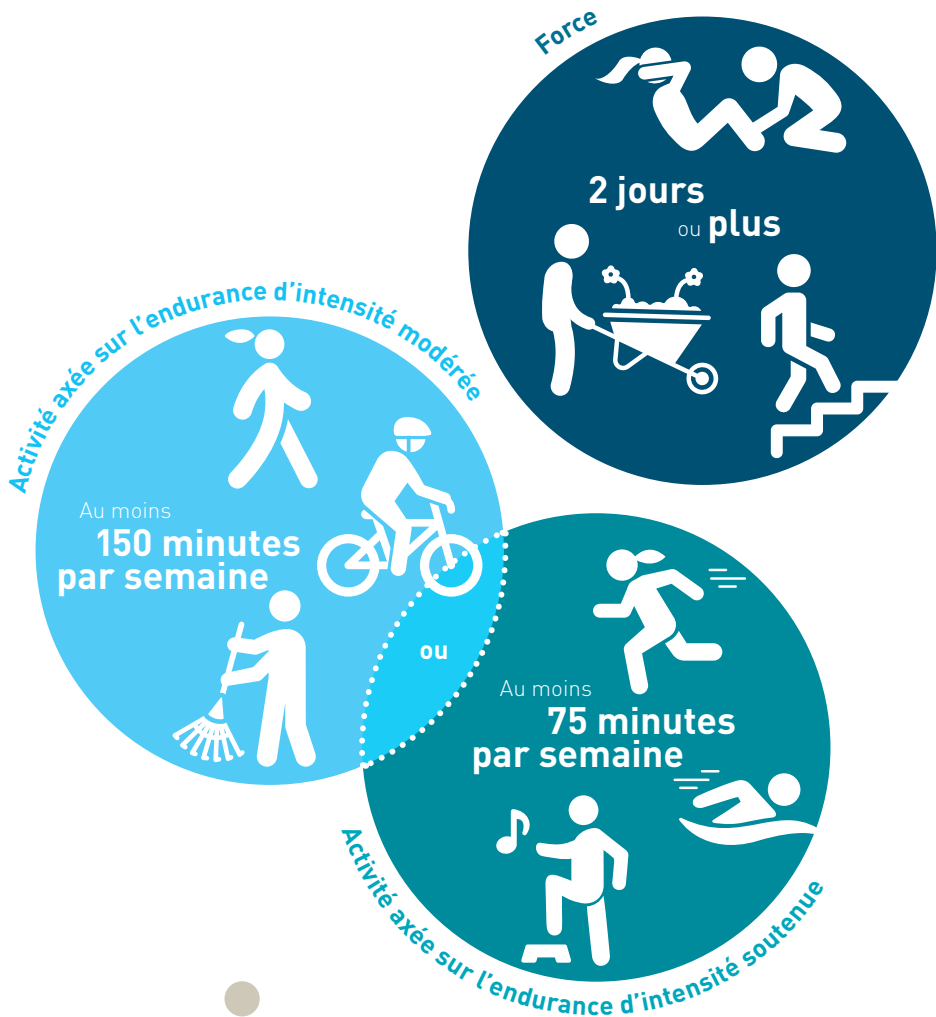 Force
2 jours
ou plus
Activité axée sur l'endurance d'intensité modérée
Au moins
150 minutes
par semaine
ou
Au moins
75 minutes
par semaine
Activité axée sur l'endurance d'intensité soutenue